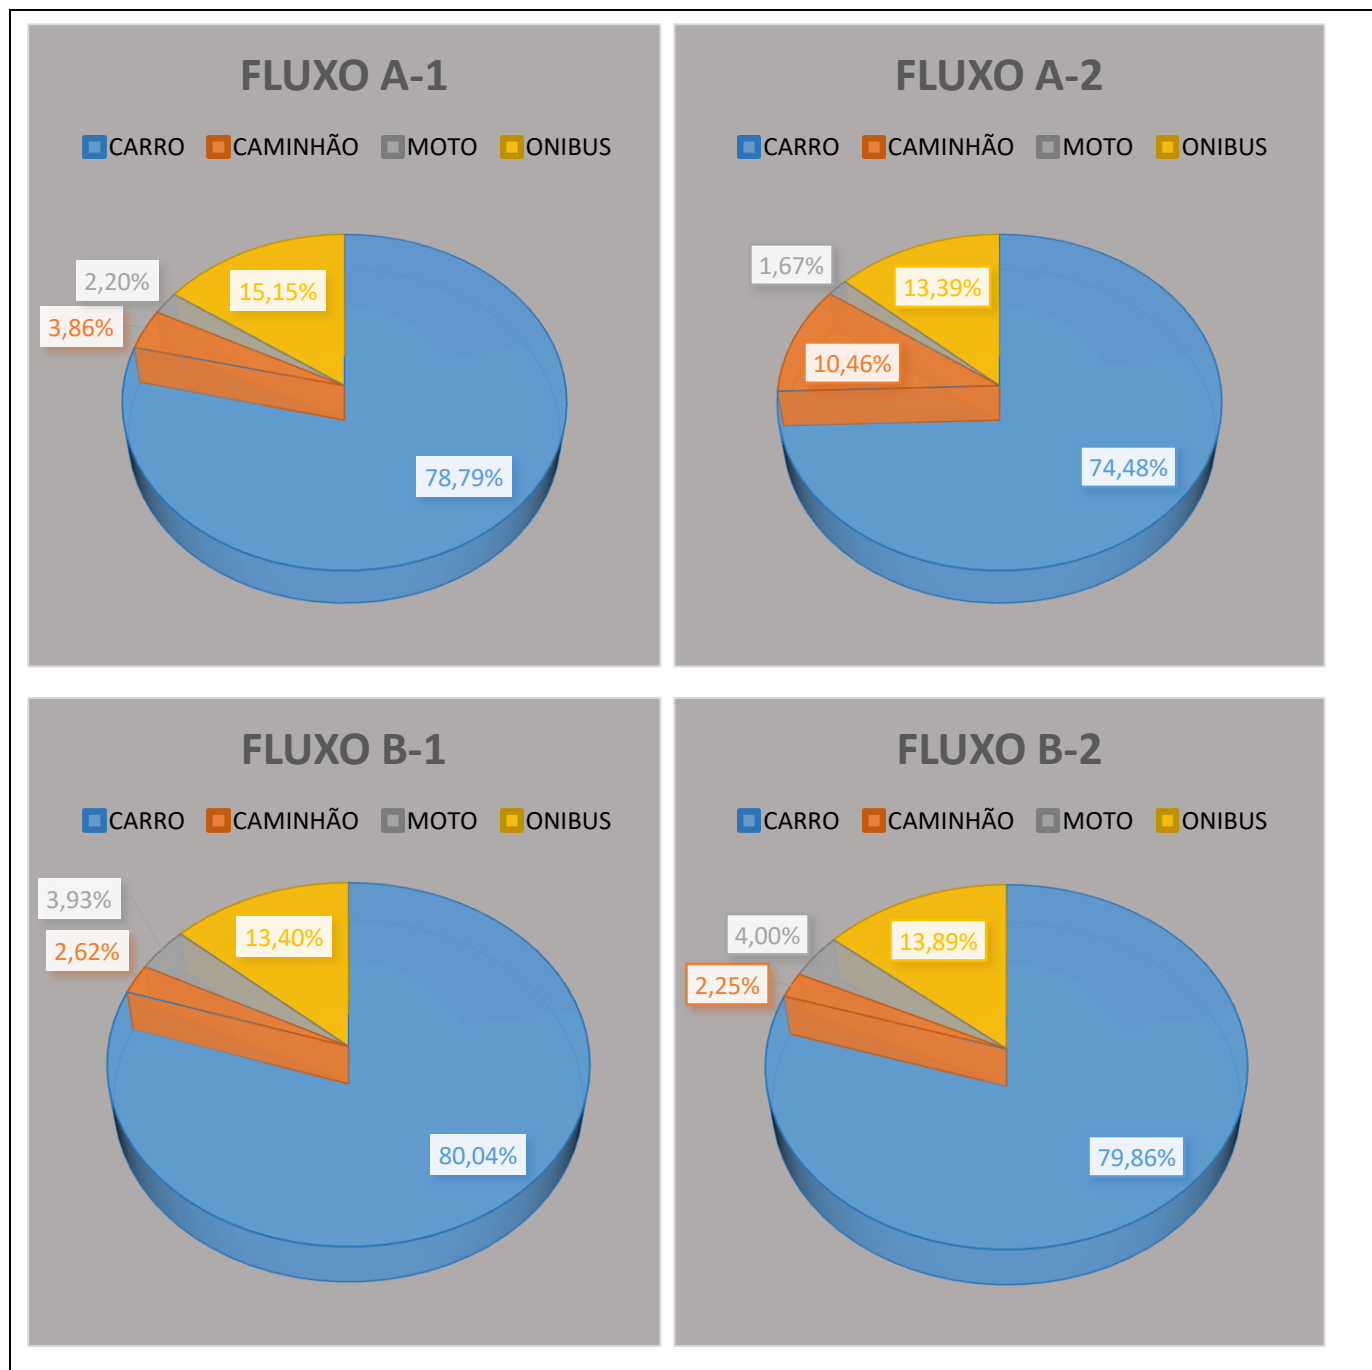 FLUXO A-1
CARRO CAMINHÃO MOTO ONIBUS
2,20%
15,15%
3,86%
78,79%
FLUXO A-2
CARRO CAMINHÃO MOTO ONIBUS
1,67%
13,39%
10,46%
74,48%
FLUXO B-1
CARRO CAMINHÃO MOTO ONIBUS
3,93%
13,40%
2,62%
80,04%
FLUXO B-2
CARRO CAMINHÃO MOTO ONIBUS
4,00%
13,89%
2,25%
79,86%